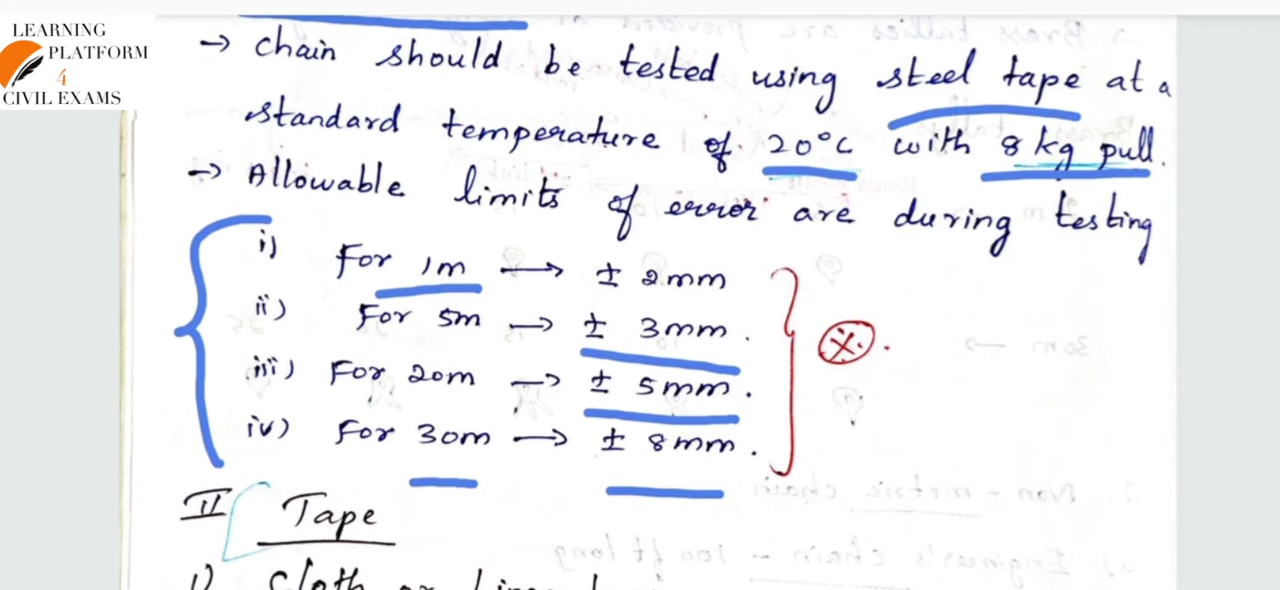 LEARNING
PLATFORM
4
CIVIL EXAMS
→ chain should be tested using steel tape at a
standard temperature of 20°C with 8 kg pull.
→ Allowable limits of error are during testing
i) For 1m → ± 2mm
ii) For 5m → ± 3mm.
iii) For 20m → ± 5mm.
iv) For 30m → ± 8mm.
II Tape